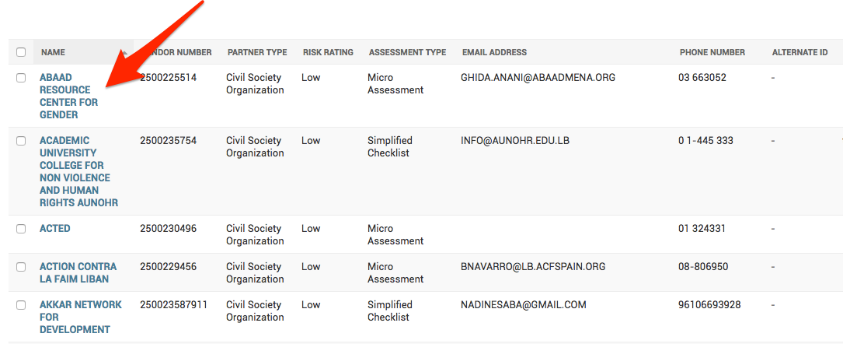 NAME NDOR NUMBER PARTNER TYPE RISK RATING ASSESSMENT TYPE EMAIL ADDRESS PHONE NUMBER ALTERNATE ID
ABAAD 2500225514 Civil Society Low Micro GHIDA.ANANI@ABAADMENA.ORG 03 663052 -
RESOURCE Organization Assessment
CENTER FOR
GENDER
ACADEMIC 2500235754 Civil Society Low Simplified INFO@AUNOHR.EDU.LB 0 1-445 333 -
UNIVERSITY Organization Checklist
COLLEGE FOR
NON VIOLENCE
AND HUMAN
RIGHTS AUNOHR
ACTED 2500230496 Civil Society Low Micro 01 324331 -
Organization Assessment
ACTION CONTRA 2500229456 Civil Society Low Micro BNAVARRO@LB.ACFSPAIN.ORG 08-806950 -
LA FAIM LIBAN Organization Assessment
AKKAR NETWORK 250023587911 Civil Society Low Simplified NADINESABA@GMAIL.COM 96106693928 -
FOR Organization Checklist
DEVELOPMENT